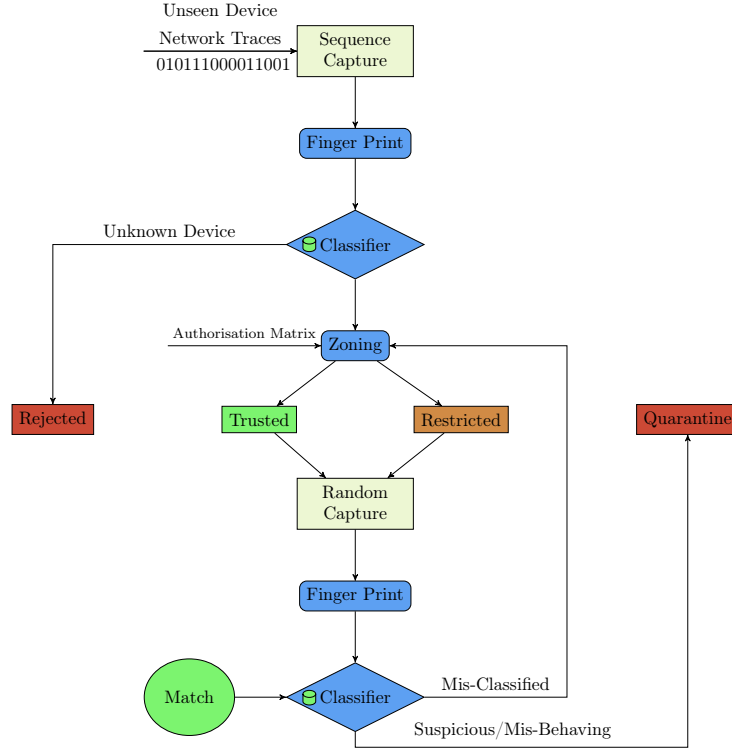 Unseen Device
Network Traces
010111000011001
Sequence
Capture
Finger Print
Unknown Device
Classifier
Authorisation Matrix
Zoning
Rejected
Trusted
Restricted
Quarantine
Random
Capture
Finger Print
Match
Classifier
Mis-Classified
Suspicious/Mis-Behaving